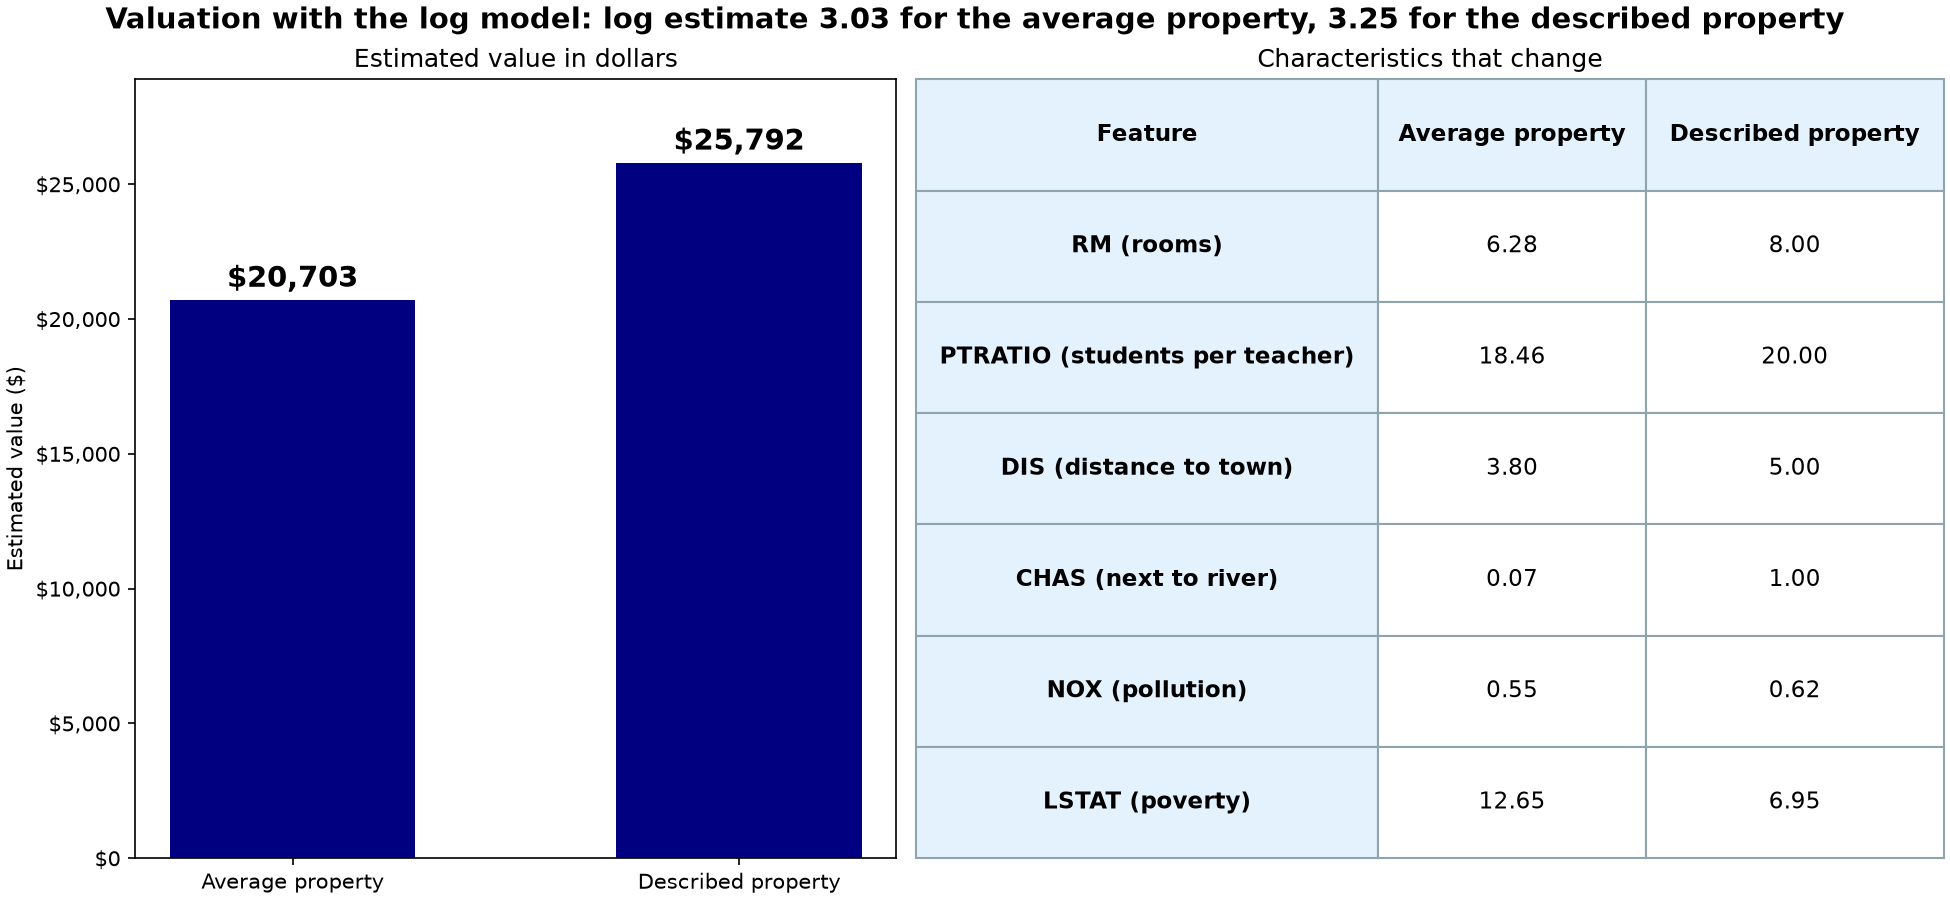 Valuation with the log model: log estimate 3.03 for the average property, 3.25 for the described property
Estimated value in dollars
Estimated value ($)
$25,000
$20,000
$15,000
$10,000
$5,000
$0
$20,703
$25,792
Average property
Described property
Characteristics that change
Feature Average property Described property
RM (rooms) 6.28 8.00
PTRATIO (students per teacher) 18.46 20.00
DIS (distance to town) 3.80 5.00
CHAS (next to river) 0.07 1.00
NOX (pollution) 0.55 0.62
LSTAT (poverty) 12.65 6.95